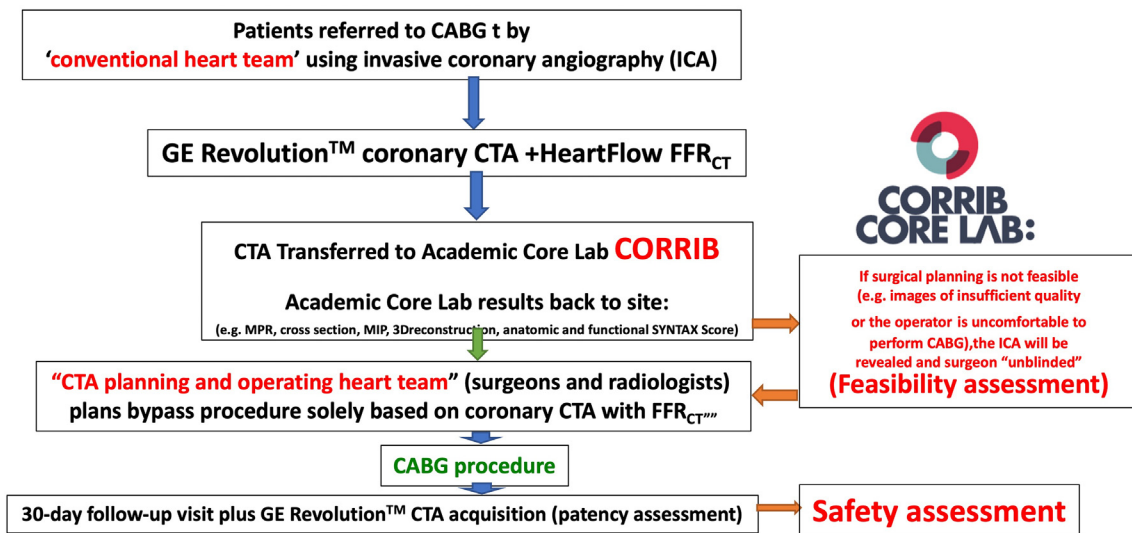 Patients referred to CABG t by
‘conventional heart team’ using invasive coronary angiography (ICA)
GE Revolution™ coronary CTA +HeartFlow FFRCT
CTA Transferred to Academic Core Lab CORRIB
Academic Core Lab results back to site:
(e.g. MPR, cross section, MIP, 3Dreconstruction, anatomic and functional SYNTAX Score)
CORRIB
CORE LAB:
If surgical planning is not feasible
(e.g. images of insufficient quality
or the operator is uncomfortable to
perform CABG),the ICA will be
revealed and surgeon “unblinded”
(Feasibility assessment)
“CTA planning and operating heart team” (surgeons and radiologists)
plans bypass procedure solely based on coronary CTA with FFRCT””
CABG procedure
30-day follow-up visit plus GE Revolution™ CTA acquisition (patency assessment)
Safety assessment